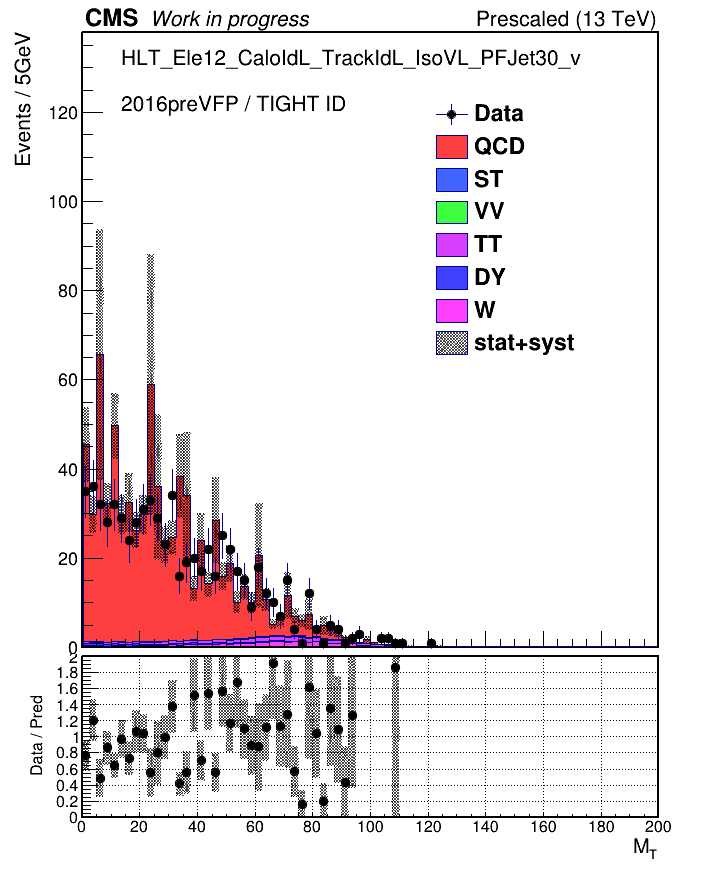 CMS Work in progress Prescaled (13 TeV)
HLT_Ele12_CaloIdL_TrackIdL_IsoVL_PFJet30_v
2016preVFP / TIGHT ID
Events / 5GeV
120
100
80
60
40
20
0
Data
QCD
ST
VV
TT
DY
W
stat+syst
Data / Pred
2
1.8
1.6
1.4
1.2
1
0.8
0.6
0.4
0.2
0
0 20 40 60 80 100 120 140 160 180 200
M_T